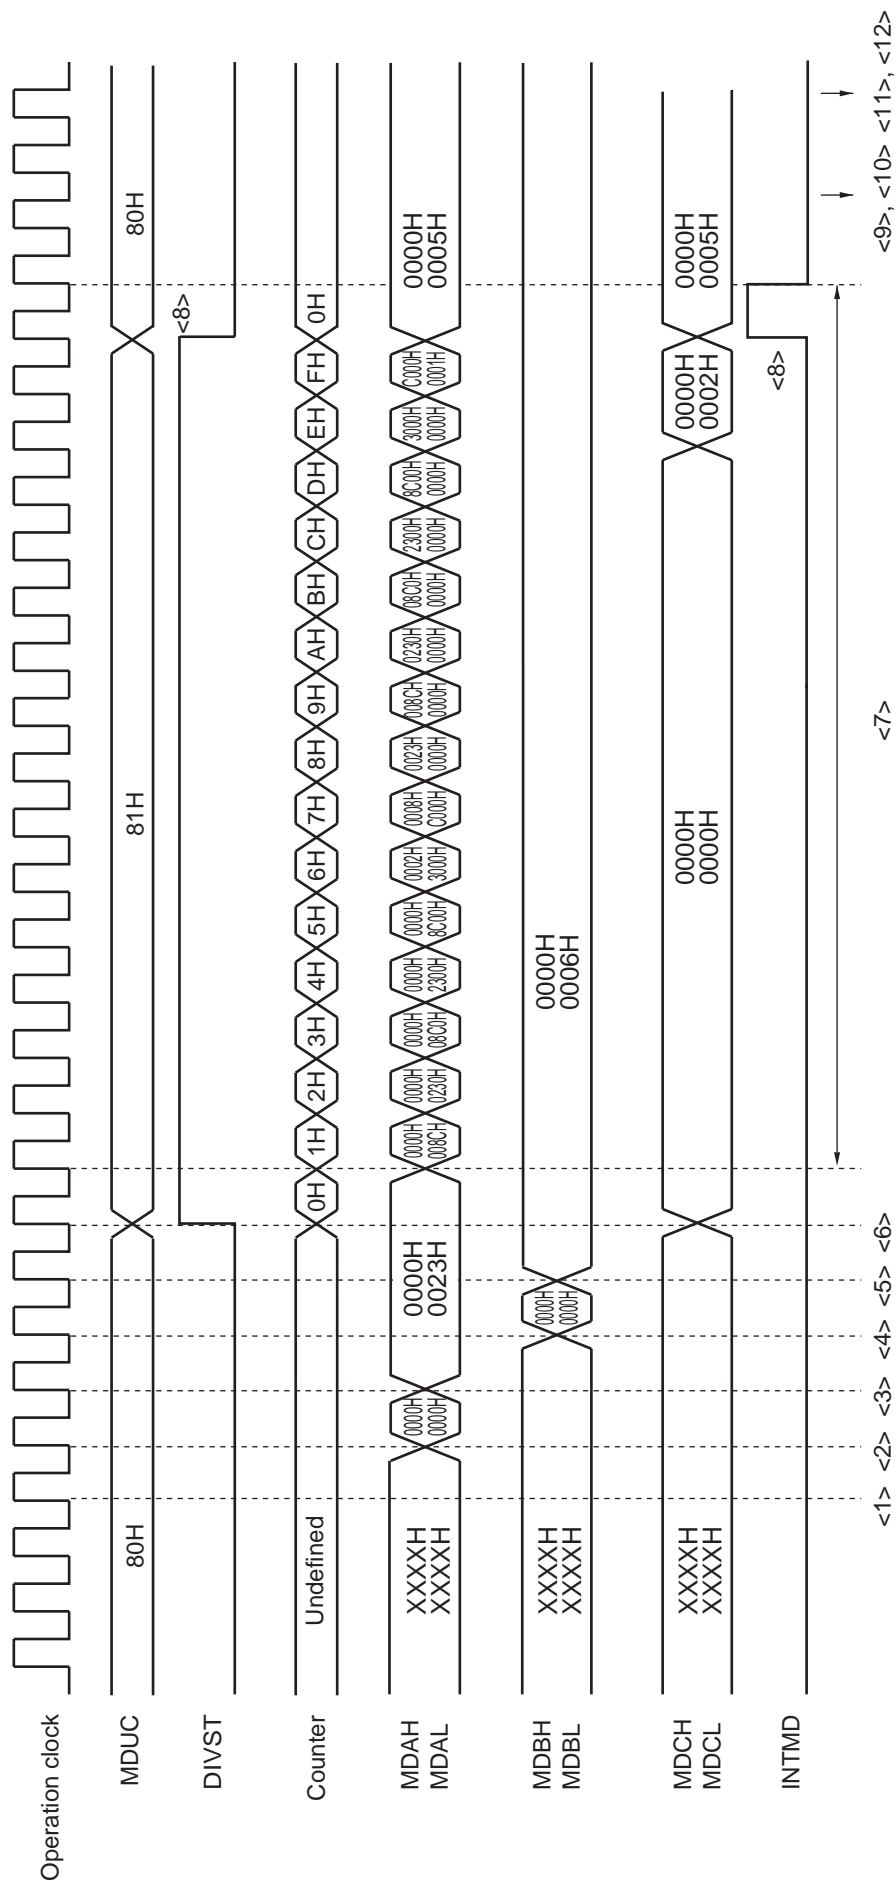 Operation clock
MDUC
80H
81H
80H
DIVST
<8>
Counter
Undefined
0H
1H
2H
3H
4H
5H
6H
7H
8H
9H
AH
BH
CH
DH
EH
FH
0H
MDAH
MDAL
XXXXH
XXXXH
0000H
0000H
0000H
0023H
0000H
008CH
0000H
0230H
0000H
08C0H
0000H
2300H
0000H
8C00H
0002H
3000H
0008H
C000H
0023H
0000H
008CH
0000H
0230H
0000H
08C0H
0000H
2300H
0000H
8C00H
0000H
3000H
0000H
C000H
0001H
0000H
0005H
MDBH
MDBL
XXXXH
XXXXH
0000H
0000H
0000H
0006H
MDCH
MDCL
XXXXH
XXXXH
0000H
0000H
0000H
0002H
0000H
0005H
INTMD
<8>
<1> <2> <3> <4> <5> <6> <7> <9>, <10> <11>, <12>